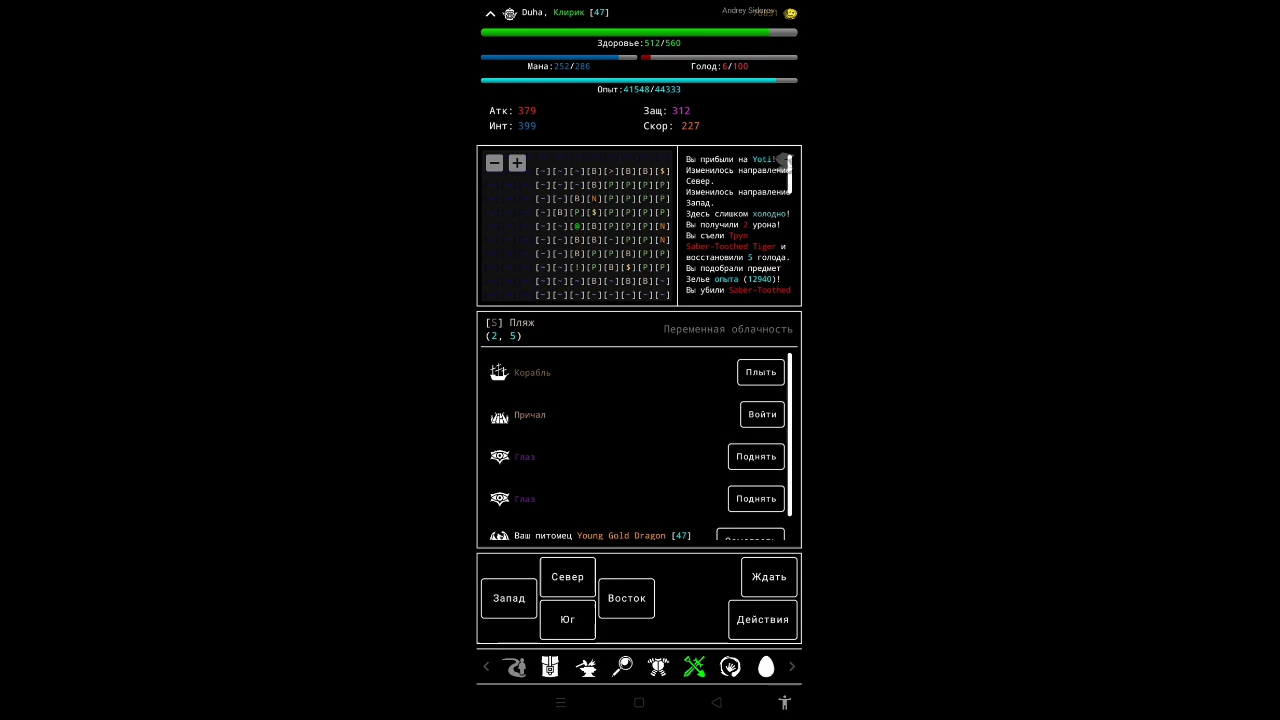 Duha, Клирик [47]
Andrey Sidorov
Здоровье:512/560
Мана:252/286
Голод:6/100
Опыт:41548/44333
Атк: 379
Защ: 312
Инт: 399
Скор: 227
[~][~][~][B][>][B][B][$]
[~][~][~][B][P][P][P][P]
[~][~][B][N][P][P][P][P]
[~][B][P][$][P][P][P][P]
[~][~][@][B][P][P][P][N]
[~][~][B][B][~][P][P][N]
[~][~][B][P][P][B][P][P]
[~][~][!][P][B][$][P][P]
[~][~][~][B][~][B][B][~]
[~][~][~][~][~][~][~][~]
Вы прибыли на Yoti!
Изменилось направление
Север.
Изменилось направление
Запад.
Здесь слишком холодно!
Вы получили 2 урона!
Вы съели Труп
Saber-Toothed Tiger и
восстановили 5 голода.
Вы подобрали предмет
Зелье опыта (12940)!
Вы убили Saber-Toothed
[S] Пляж
(2, 5)
Переменная облачность
Корабль
Плыть
Причал
Войти
Глаз
Поднять
Глаз
Поднять
Ваш питомец Young Gold Dragon [47]
Запад
Север
Юг
Восток
Ждать
Действия